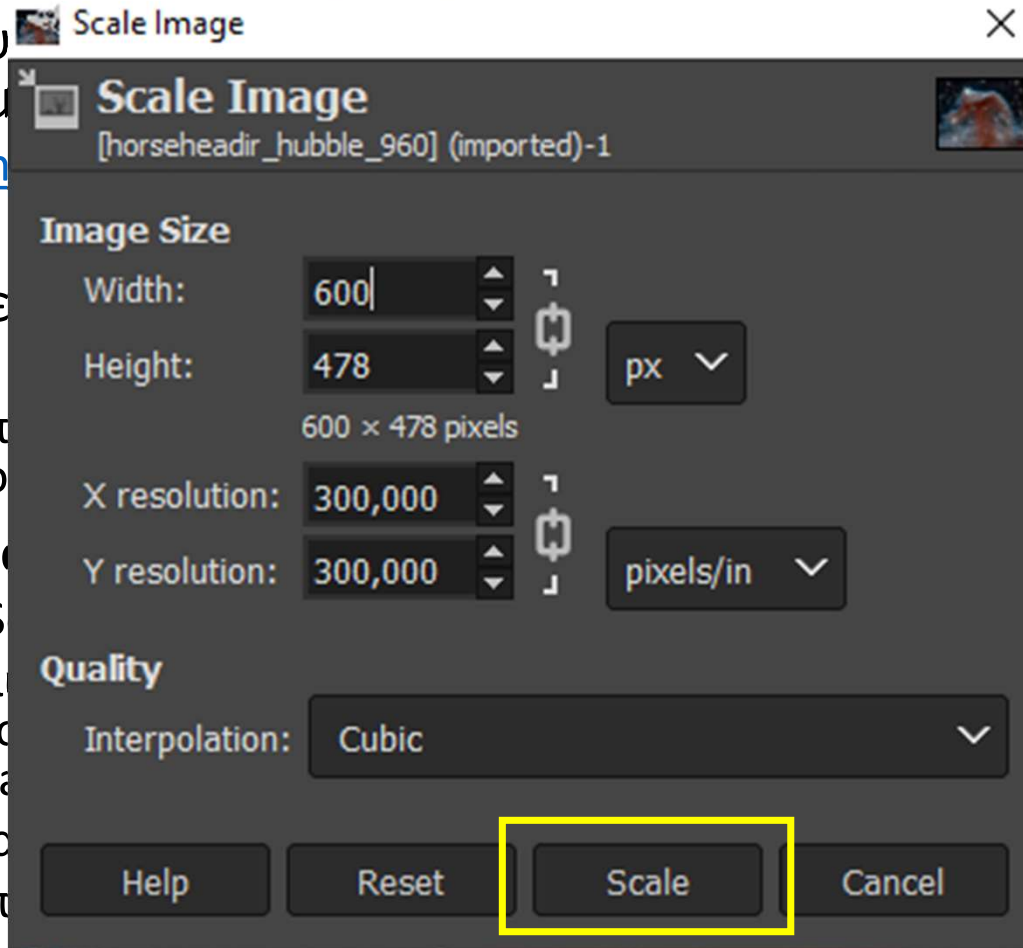 Scale Image
Scale Image
[horseheadir_hubble_960] (imported)-1
Image Size
Width: 600
Height: 478 px
600 × 478 pixels
X resolution: 300,000
Y resolution: 300,000 pixels/in
Quality
Interpolation: Cubic
Help Reset Scale Cancel